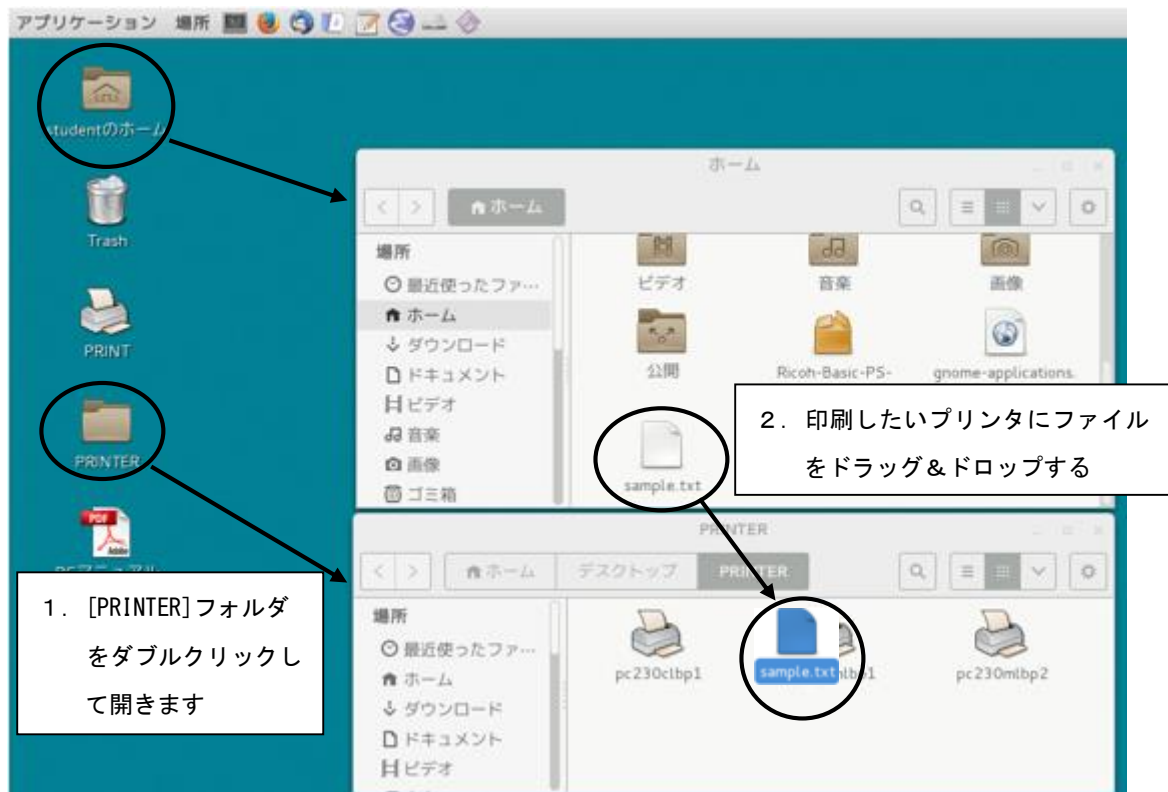 アプリケーション 場所
studentのホーム
Trash
PRINT
PRINTER
PDF
Adobe
1．[PRINTER]フォルダ
をダブルクリックし
て開きます
ホーム
ホーム
場所
最近使ったファ…
ホーム
ダウンロード
ドキュメント
ビデオ
音楽
画像
ゴミ箱
ビデオ 音楽 画像
公開 Ricoh-Basic-PS- gnome-applications.
sample.txt
2．印刷したいプリンタにファイル
をドラッグ＆ドロップする
PRINTER
ホーム デスクトップ PRINTER
場所
最近使ったファ…
ホーム
ダウンロード
ドキュメント
ビデオ
pc230clbp1 sample.txt pc230mlbp2